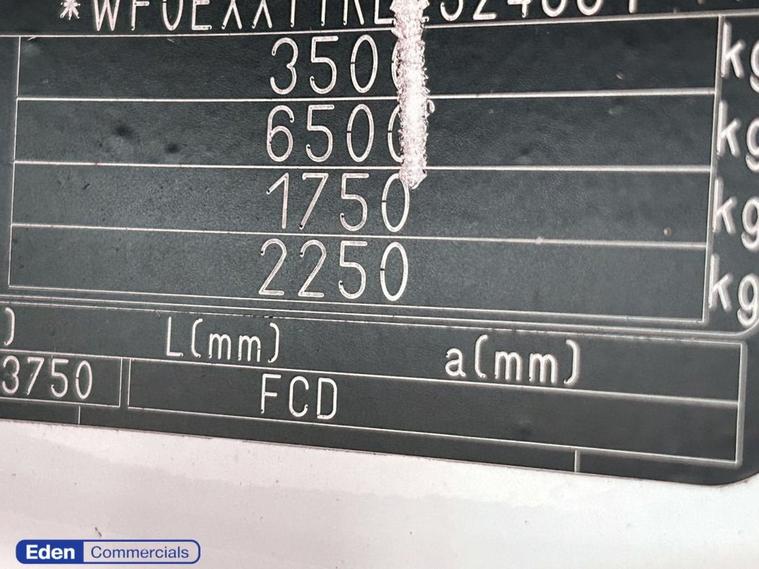 3500 kg
6500 kg
1750 kg
2250 kg
) L(mm) a(mm)
3750 FCD
Eden Commercials